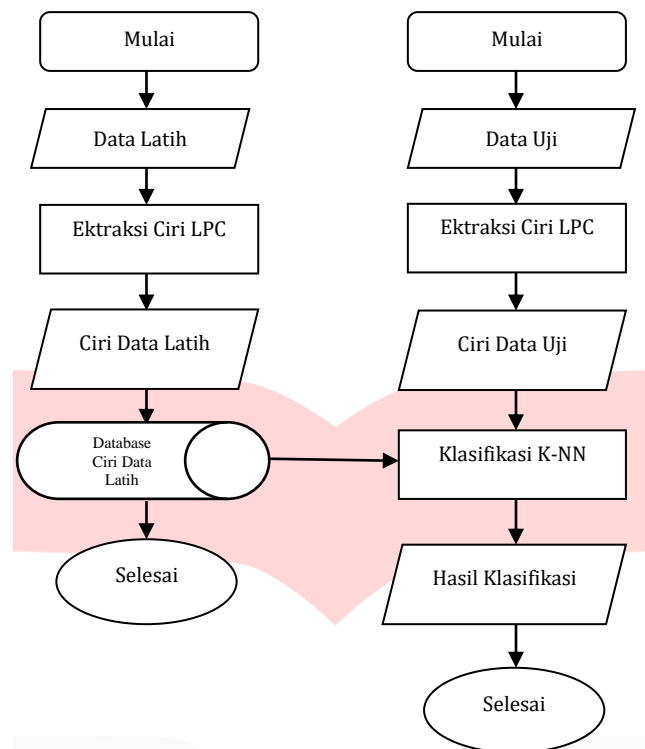 Mulai
Data Latih
Ektraksi Ciri LPC
Ciri Data Latih
Database
Ciri Data
Latih
Selesai
Mulai
Data Uji
Ektraksi Ciri LPC
Ciri Data Uji
Klasifikasi K-NN
Hasil Klasifikasi
Selesai